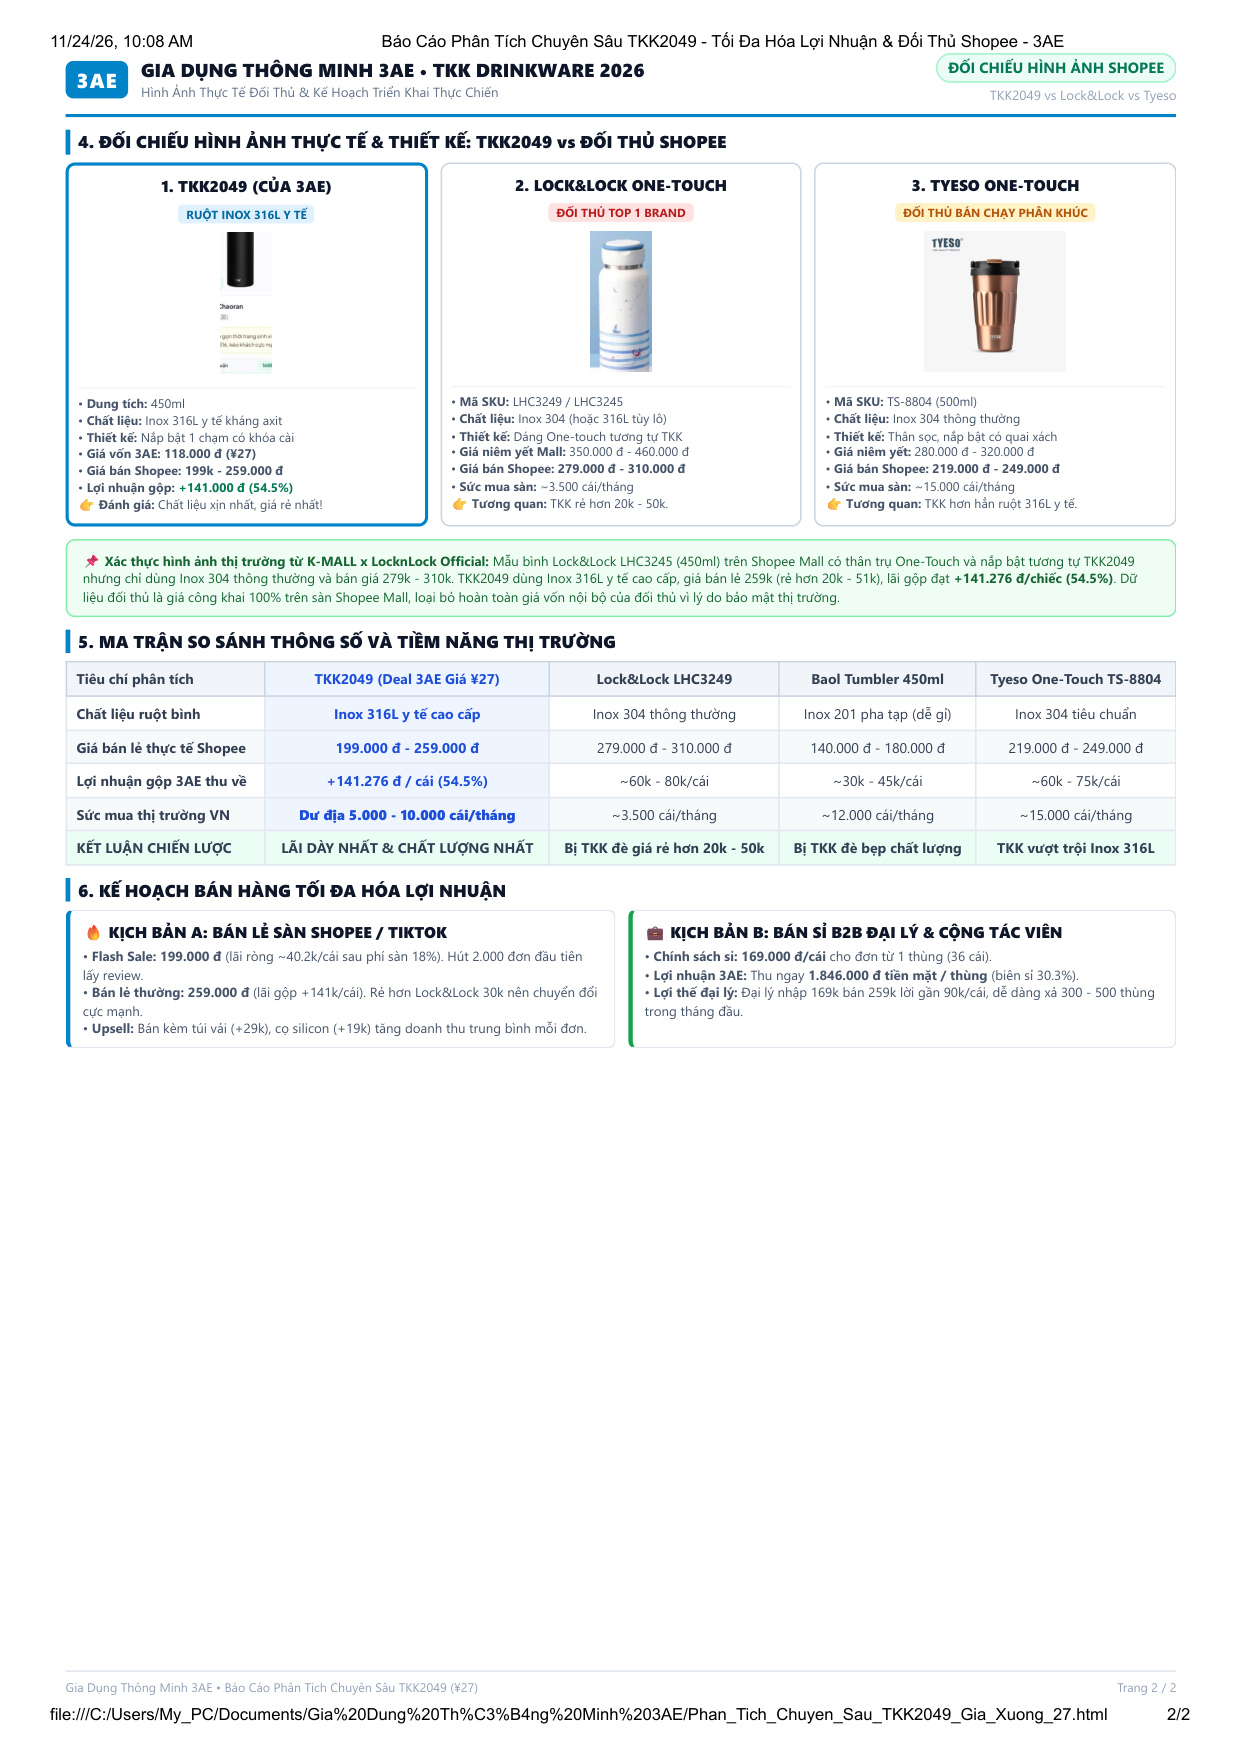 11/24/26, 10:08 AM
Báo Cáo Phân Tích Chuyên Sâu TKK2049 - Tối Đa Hóa Lợi Nhuận & Đối Thủ Shopee - 3AE
3AE
GIA DỤNG THÔNG MINH 3AE • TKK DRINKWARE 2026
Hình Ảnh Thực Tế Đối Thủ & Kế Hoạch Triển Khai Thực Chiến
ĐỐI CHIẾU HÌNH ẢNH SHOPEE
TKK2049 vs Lock&Lock vs Tyeso
4. ĐỐI CHIẾU HÌNH ẢNH THỰC TẾ & THIẾT KẾ: TKK2049 vs ĐỐI THỦ SHOPEE
1. TKK2049 (CỦA 3AE)
RUỘT INOX 316L Y TẾ
Chaoran
gọn thời trang sinh vi
kéo khách cực mạ
uận 1688
• Dung tích: 450ml
• Chất liệu: Inox 316L y tế kháng axit
• Thiết kế: Nắp bật 1 chạm có khóa cài
• Giá vốn 3AE: 118.000 đ (¥27)
• Giá bán Shopee: 199k - 259.000 đ
• Lợi nhuận gộp: +141.000 đ (54.5%)
👉 Đánh giá: Chất liệu xịn nhất, giá rẻ nhất!
2. LOCK&LOCK ONE-TOUCH
ĐỐI THỦ TOP 1 BRAND
• Mã SKU: LHC3249 / LHC3245
• Chất liệu: Inox 304 (hoặc 316L tùy lô)
• Thiết kế: Dáng One-touch tương tự TKK
• Giá niêm yết Mall: 350.000 đ - 460.000 đ
• Giá bán Shopee: 279.000 đ - 310.000 đ
• Sức mua sàn: ~3.500 cái/tháng
👉 Tương quan: TKK rẻ hơn 20k - 50k.
3. TYESO ONE-TOUCH
ĐỐI THỦ BÁN CHẠY PHÂN KHÚC
TYESO
• Mã SKU: TS-8804 (500ml)
• Chất liệu: Inox 304 thông thường
• Thiết kế: Thân sọc, nắp bật có quai xách
• Giá niêm yết: 280.000 đ - 320.000 đ
• Giá bán Shopee: 219.000 đ - 249.000 đ
• Sức mua sàn: ~15.000 cái/tháng
👉 Tương quan: TKK hơn hẳn ruột 316L y tế.
📌 Xác thực hình ảnh thị trường từ K-MALL x LocknLock Official: Mẫu bình Lock&Lock LHC3245 (450ml) trên Shopee Mall có thân trụ One-Touch và nắp bật tương tự TKK2049
nhưng chỉ dùng Inox 304 thông thường và bán giá 279k - 310k. TKK2049 dùng Inox 316L y tế cao cấp, giá bán lẻ 259k (rẻ hơn 20k - 51k), lãi gộp đạt +141.276 đ/chiếc (54.5%). Dữ
liệu đối thủ là giá công khai 100% trên sàn Shopee Mall, loại bỏ hoàn toàn giá vốn nội bộ của đối thủ vì lý do bảo mật thị trường.
5. MA TRẬN SO SÁNH THÔNG SỐ VÀ TIỀM NĂNG THỊ TRƯỜNG
Tiêu chí phân tích TKK2049 (Deal 3AE Giá ¥27) Lock&Lock LHC3249 Baol Tumbler 450ml Tyeso One-Touch TS-8804
Chất liệu ruột bình Inox 316L y tế cao cấp Inox 304 thông thường Inox 201 pha tạp (dễ gỉ) Inox 304 tiêu chuẩn
Giá bán lẻ thực tế Shopee 199.000 đ - 259.000 đ 279.000 đ - 310.000 đ 140.000 đ - 180.000 đ 219.000 đ - 249.000 đ
Lợi nhuận gộp 3AE thu về +141.276 đ / cái (54.5%) ~60k - 80k/cái ~30k - 45k/cái ~60k - 75k/cái
Sức mua thị trường VN Dư địa 5.000 - 10.000 cái/tháng ~3.500 cái/tháng ~12.000 cái/tháng ~15.000 cái/tháng
KẾT LUẬN CHIẾN LƯỢC LÃI DÀY NHẤT & CHẤT LƯỢNG NHẤT Bị TKK đè giá rẻ hơn 20k - 50k Bị TKK đè bẹp chất lượng TKK vượt trội Inox 316L
6. KẾ HOẠCH BÁN HÀNG TỐI ĐA HÓA LỢI NHUẬN
🔥 KỊCH BẢN A: BÁN LẺ SÀN SHOPEE / TIKTOK
• Flash Sale: 199.000 đ (lãi ròng ~40.2k/cái sau phí sàn 18%). Hút 2.000 đơn đầu tiên
lấy review.
• Bán lẻ thường: 259.000 đ (lãi gộp +141k/cái). Rẻ hơn Lock&Lock 30k nên chuyển đổi
cực mạnh.
• Upsell: Bán kèm túi vải (+29k), cọ silicon (+19k) tăng doanh thu trung bình mỗi đơn.
💼 KỊCH BẢN B: BÁN SỈ B2B ĐẠI LÝ & CỘNG TÁC VIÊN
• Chính sách sỉ: 169.000 đ/cái cho đơn từ 1 thùng (36 cái).
• Lợi nhuận 3AE: Thu ngay 1.846.000 đ tiền mặt / thùng (biên sỉ 30.3%).
• Lợi thế đại lý: Đại lý nhập 169k bán 259k lời gần 90k/cái, dễ dàng xả 300 - 500 thùng
trong tháng đầu.
Gia Dụng Thông Minh 3AE • Báo Cáo Phân Tích Chuyên Sâu TKK2049 (¥27)
Trang 2 / 2
file:///C:/Users/My_PC/Documents/Gia%20Dung%20Th%C3%B4ng%20Minh%203AE/Phan_Tich_Chuyen_Sau_TKK2049_Gia_Xuong_27.html
2/2